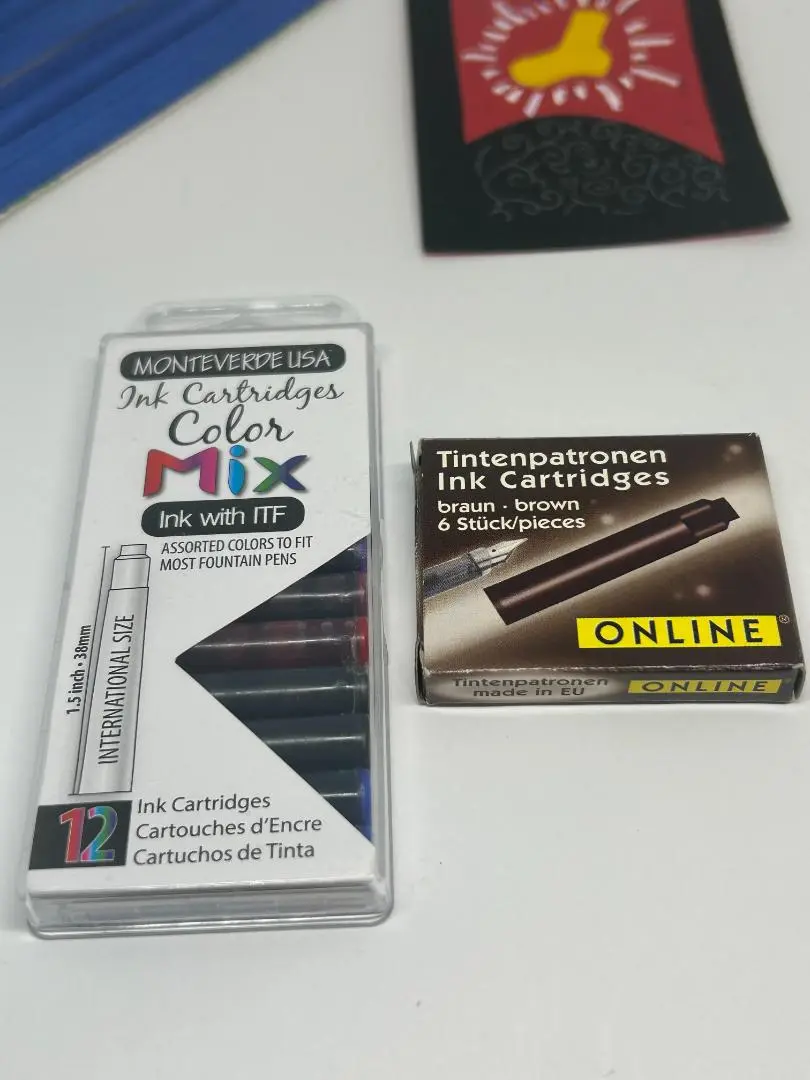 MONTEVERDE USA
Ink Cartridges
Color
Mix
Ink with ITF
ASSORTED COLORS TO FIT
MOST FOUNTAIN PENS
1.5 inch • 38mm
INTERNATIONAL SIZE
12
Ink Cartridges
Cartouches d'Encre
Cartuchos de Tinta
Tintenpatronen
Ink Cartridges
braun · brown
6 Stück/pieces
ONLINE®
Tintenpatronen
made in EU
ONLINE